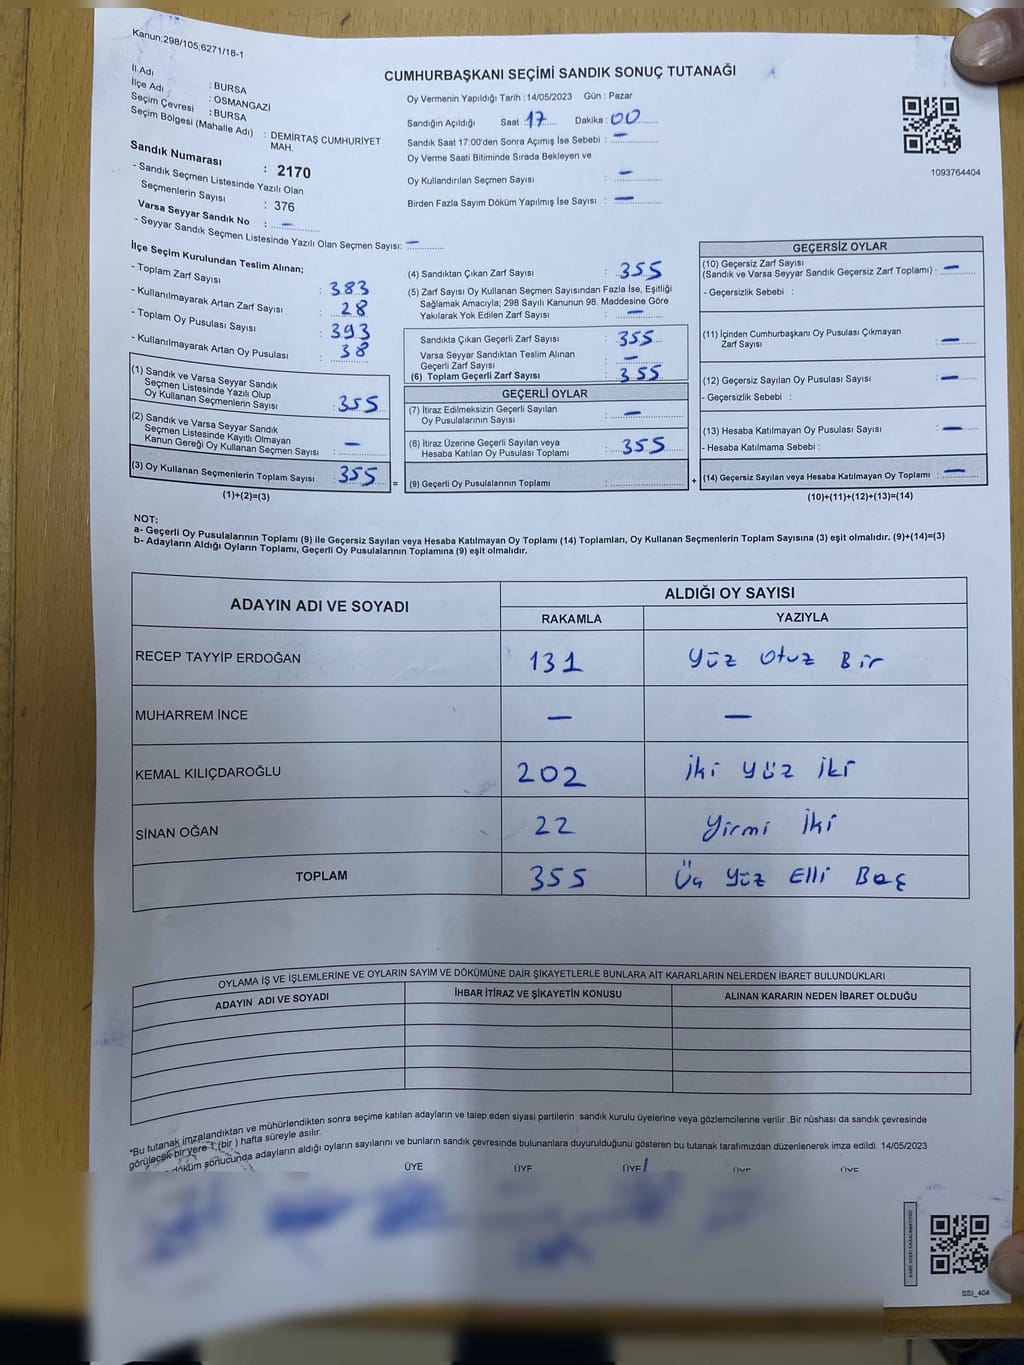 Kanun;298/105;6271/18-1
CUMHURBAŞKANI SEÇİMİ SANDIK SONUÇ TUTANAĞI
İl Adı : BURSA
İlçe Adı : OSMANGAZİ
Seçim Çevresi : BURSA
Seçim Bölgesi (Mahalle Adı) : DEMİRTAŞ CUMHURİYET
MAH.
Sandık Numarası : 2170
- Sandık Seçmen Listesinde Yazılı Olan
Seçmenlerin Sayısı : 376
Varsa Seyyar Sandık No : —
- Seyyar Sandık Seçmen Listesinde Yazılı Olan Seçmen Sayısı: —
Oy Vermenin Yapıldığı Tarih : 14/05/2023 Gün : Pazar
Sandığın Açıldığı Saat 17 Dakika : 00
Sandık Saat 17:00'den Sonra Açımış İse Sebebi : —
Oy Verme Saati Bitiminde Sırada Bekleyen ve
Oy Kullandırılan Seçmen Sayısı : —
Birden Fazla Sayım Döküm Yapılmış İse Sayısı : —
1093764404
İlçe Seçim Kurulundan Teslim Alınan;
- Toplam Zarf Sayısı : 383
- Kullanılmayarak Artan Zarf Sayısı : 28
- Toplam Oy Pusulası Sayısı : 393
- Kullanılmayarak Artan Oy Pusulası : 38
(1) Sandık ve Varsa Seyyar Sandık
Seçmen Listesinde Yazılı Olup
Oy Kullanan Seçmenlerin Sayısı : 355
(2) Sandık ve Varsa Seyyar Sandık
Seçmen Listesinde Kayıtlı Olmayan
Kanun Gereği Oy Kullanan Seçmen Sayısı : —
(3) Oy Kullanan Seçmenlerin Toplam Sayısı : 355
(1)+(2)=(3)
=
(4) Sandıktan Çıkan Zarf Sayısı : 355
(5) Zarf Sayısı Oy Kullanan Seçmen Sayısından Fazla İse, Eşitliği
Sağlamak Amacıyla; 298 Sayılı Kanunun 98. Maddesine Göre
Yakılarak Yok Edilen Zarf Sayısı : —
Sandıkta Çıkan Geçerli Zarf Sayısı : 355
Varsa Seyyar Sandıktan Teslim Alınan
Geçerli Zarf Sayısı : —
(6) Toplam Geçerli Zarf Sayısı : 355
GEÇERLİ OYLAR
(7) İtiraz Edilmeksizin Geçerli Sayılan
Oy Pusulalarının Sayısı : —
(8) İtiraz Üzerine Geçerli Sayılan veya
Hesaba Katılan Oy Pusulası Toplamı : 355
(9) Geçerli Oy Pusulalarının Toplamı :
+
GEÇERSİZ OYLAR
(10) Geçersiz Zarf Sayısı
(Sandık ve Varsa Seyyar Sandık Geçersiz Zarf Toplamı) : —
- Geçersizlik Sebebi :
(11) İçinden Cumhurbaşkanı Oy Pusulası Çıkmayan
Zarf Sayısı : —
(12) Geçersiz Sayılan Oy Pusulası Sayısı : —
- Geçersizlik Sebebi :
(13) Hesaba Katılmayan Oy Pusulası Sayısı : —
- Hesaba Katılmama Sebebi :
(14) Geçersiz Sayılan veya Hesaba Katılmayan Oy Toplamı : —
(10)+(11)+(12)+(13)=(14)
NOT:
a- Geçerli Oy Pusulalarının Toplamı (9) ile Geçersiz Sayılan veya Hesaba Katılmayan Oy Toplamı (14) Toplamları, Oy Kullanan Seçmenlerin Toplam Sayısına (3) eşit olmalıdır. (9)+(14)=(3)
b- Adayların Aldığı Oyların Toplamı, Geçerli Oy Pusulalarının Toplamına (9) eşit olmalıdır.
ADAYIN ADI VE SOYADI ALDIĞI OY SAYISI
RAKAMLA YAZIYLA
RECEP TAYYİP ERDOĞAN 131 Yüz Otuz Bir
MUHARREM İNCE — —
KEMAL KILIÇDAROĞLU 202 İki yüz iki
SİNAN OĞAN 22 Yirmi İki
TOPLAM 355 Üç Yüz Elli Beş
OYLAMA İŞ VE İŞLEMLERİNE VE OYLARIN SAYIM VE DÖKÜMÜNE DAİR ŞİKAYETLERLE BUNLARA AİT KARARLARIN NELERDEN İBARET BULUNDUKLARI
ADAYIN ADI VE SOYADI İHBAR İTİRAZ VE ŞİKAYETİN KONUSU ALINAN KARARIN NEDEN İBARET OLDUĞU
*Bu tutanak imzalandıktan ve mühürlendikten sonra seçime katılan adayların ve talep eden siyasi partilerin sandık kurulu üyelerine veya gözlemcilerine verilir .Bir nüshası da sandık çevresinde
görülecek bir yere 1 (bir ) hafta süreyle asılır.
döküm sonucunda adayların aldığı oyların sayılarını ve bunların sandık çevresinde bulunanlara duyurulduğunu gösteren bu tutanak tarafımızdan düzenlenerek imza edildi. 14/05/2023
ÜYE ÜYE ÜYE ÜYE ÜYE
SSI_404